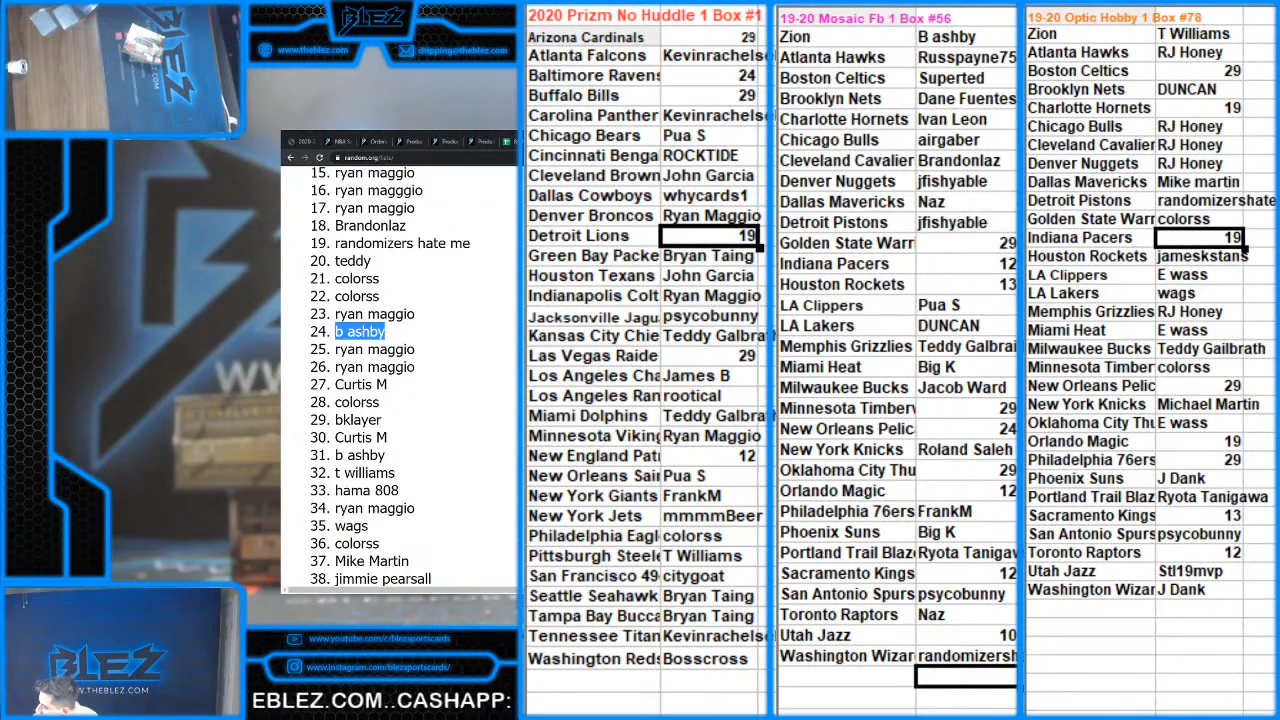 BLEZ
www.theblez.com
shipping@theblez.com
random.org/lists/
15. ryan maggio
16. ryan magggio
17. ryan maggio
18. Brandonlaz
19. randomizers hate me
20. teddy
21. colorss
22. colorss
23. ryan maggio
24. b ashby
25. ryan maggio
26. ryan maggio
27. Curtis M
28. colorss
29. bklayer
30. Curtis M
31. b ashby
32. t williams
33. hama 808
34. ryan maggio
35. wags
36. colorss
37. Mike Martin
38. jimmie pearsall
BLEZ
WWW.THEBLEZ.COM
www.youtube.com/c/blezsportscards
www.instagram.com/blezsportscards/
EBLEZ.COM..CASHAPP:
2020 Prizm No Huddle 1 Box #1
Arizona Cardinals 29
Atlanta Falcons Kevinrachelse
Baltimore Ravens 24
Buffalo Bills 29
Carolina Panther Kevinrachelse
Chicago Bears Pua S
Cincinnati Benga ROCKTIDE
Cleveland Brown John Garcia
Dallas Cowboys whycards1
Denver Broncos Ryan Maggio
Detroit Lions 19
Green Bay Packe Bryan Taing
Houston Texans John Garcia
Indianapolis Colt Ryan Maggio
Jacksonville Jagu psycobunny
Kansas City Chie Teddy Galbrat
Las Vegas Raide 29
Los Angeles Cha James B
Los Angeles Ran rootical
Miami Dolphins Teddy Galbrat
Minnesota Viking Ryan Maggio
New England Pat 12
New Orleans Sai Pua S
New York Giants FrankM
New York Jets mmmmBeer
Philadelphia Eagl colorss
Pittsburgh Steele T Williams
San Francisco 49 citygoat
Seattle Seahawk Bryan Taing
Tampa Bay Bucca Bryan Taing
Tennessee Titan Kevinrachelse
Washington Reds Bosscross
19-20 Mosaic Fb 1 Box #56
Zion B ashby
Atlanta Hawks Russpayne75
Boston Celtics Superted
Brooklyn Nets Dane Fuentes
Charlotte Hornets Ivan Leon
Chicago Bulls airgaber
Cleveland Cavalier Brandonlaz
Denver Nuggets jfishyable
Dallas Mavericks Naz
Detroit Pistons jfishyable
Golden State Warri 29
Indiana Pacers 12
Houston Rockets 13
LA Clippers Pua S
LA Lakers DUNCAN
Memphis Grizzlies Teddy Galbrai
Miami Heat Big K
Milwaukee Bucks Jacob Ward
Minnesota Timberv 29
New Orleans Pelic 24
New York Knicks Roland Saleh
Oklahoma City Thu 29
Orlando Magic 12
Philadelphia 76ers FrankM
Phoenix Suns Big K
Portland Trail Blaz Ryota Tanigaw
Sacramento Kings 12
San Antonio Spurs psycobunny
Toronto Raptors Naz
Utah Jazz 10
Washington Wizar randomizersh
19-20 Optic Hobby 1 Box #78
Zion T Williams
Atlanta Hawks RJ Honey
Boston Celtics 29
Brooklyn Nets DUNCAN
Charlotte Hornets 19
Chicago Bulls RJ Honey
Cleveland Cavalier RJ Honey
Denver Nuggets RJ Honey
Dallas Mavericks Mike martin
Detroit Pistons randomizershate
Golden State Warr colorss
Indiana Pacers 19
Houston Rockets jameskstans
LA Clippers E wass
LA Lakers wags
Memphis Grizzlies RJ Honey
Miami Heat E wass
Milwaukee Bucks Teddy Gailbrath
Minnesota Timber colorss
New Orleans Pelic 29
New York Knicks Michael Martin
Oklahoma City Thu E wass
Orlando Magic 19
Philadelphia 76ers 29
Phoenix Suns J Dank
Portland Trail Blaz Ryota Tanigawa
Sacramento Kings 13
San Antonio Spurs psycobunny
Toronto Raptors 12
Utah Jazz Stl19mvp
Washington Wizar J Dank